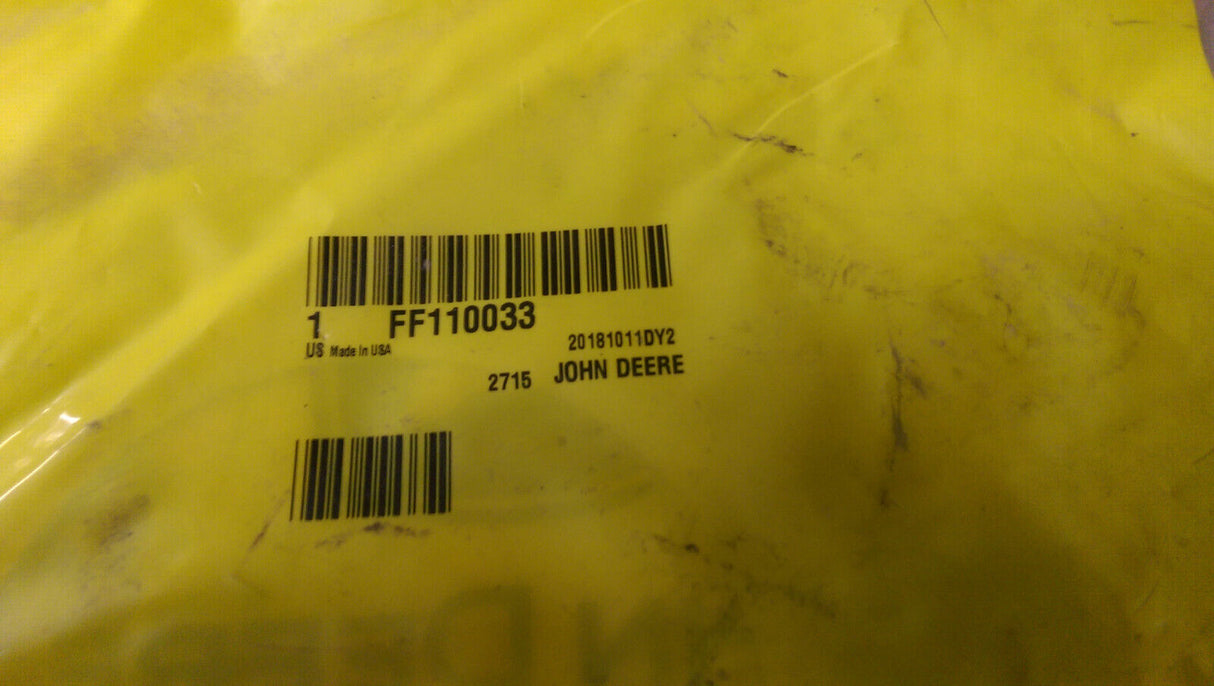 1 FF110033
US Made In USA 20181011DY2
2715 JOHN DEERE